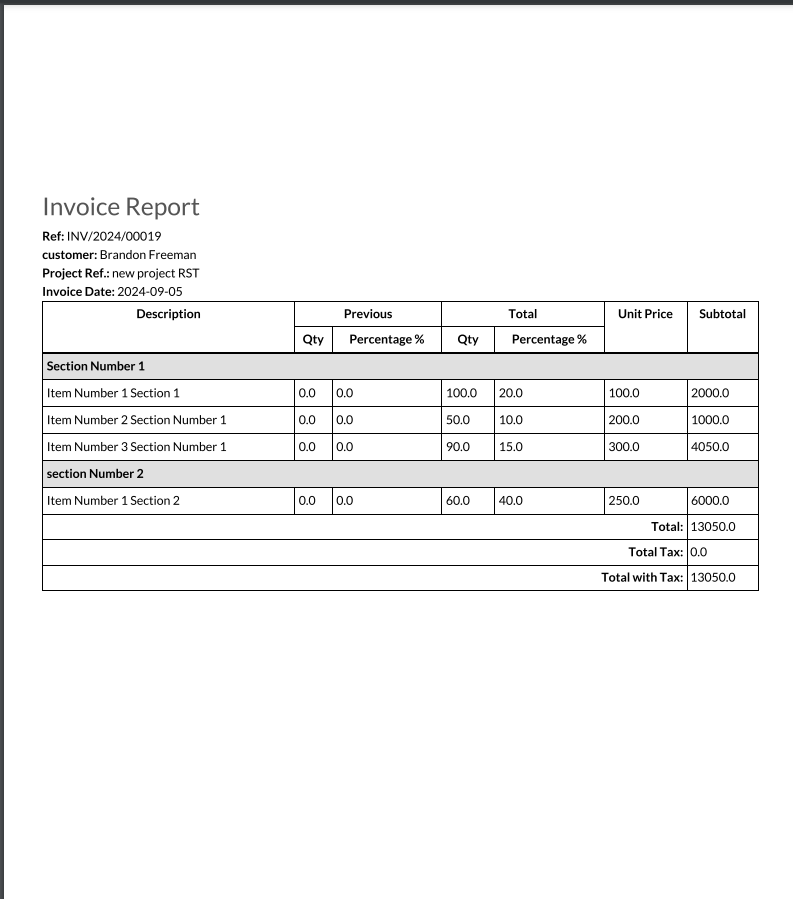 Invoice Report
Ref: INV/2024/00019
customer: Brandon Freeman
Project Ref.: new project RST
Invoice Date: 2024-09-05
Description Previous Total Unit Price Subtotal
Qty Percentage % Qty Percentage %
Section Number 1
Item Number 1 Section 1 0.0 0.0 100.0 20.0 100.0 2000.0
Item Number 2 Section Number 1 0.0 0.0 50.0 10.0 200.0 1000.0
Item Number 3 Section Number 1 0.0 0.0 90.0 15.0 300.0 4050.0
section Number 2
Item Number 1 Section 2 0.0 0.0 60.0 40.0 250.0 6000.0
Total: 13050.0
Total Tax: 0.0
Total with Tax: 13050.0